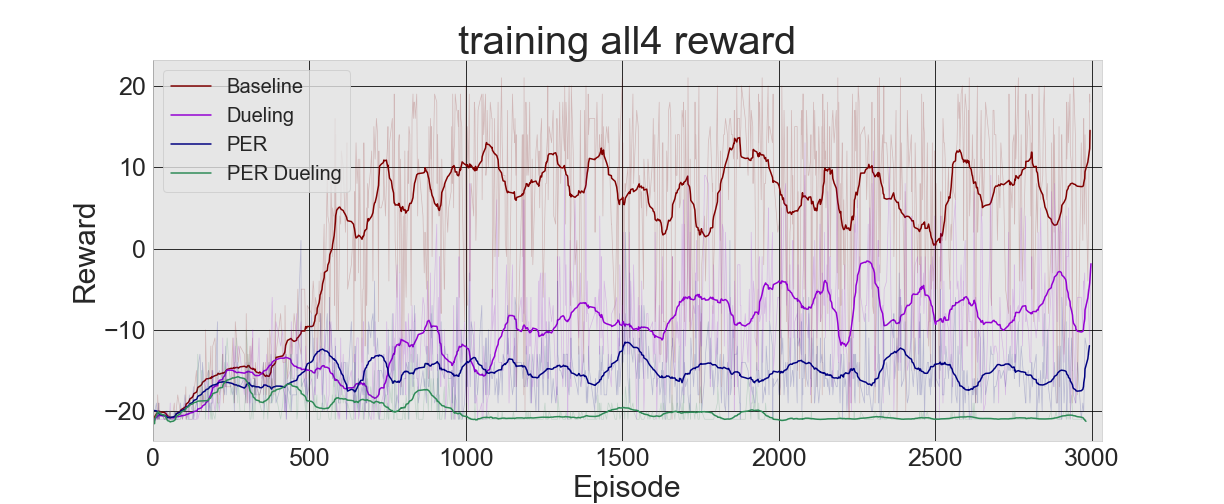 training all4 reward
20
10
0
−10
−20
Reward
Baseline
Dueling
PER
PER Dueling
0 500 1000 1500 2000 2500 3000
Episode